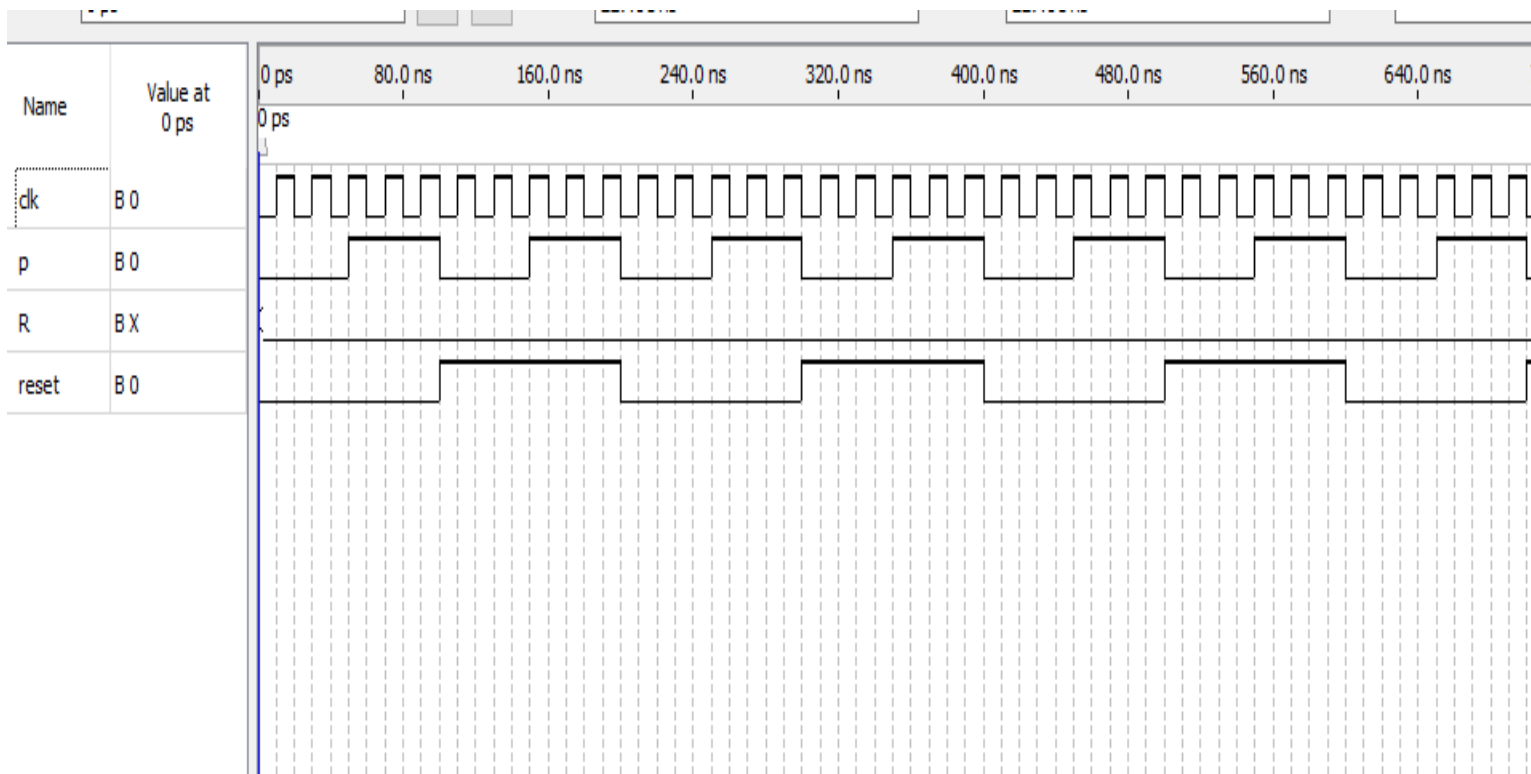 0 ps 80.0 ns 160.0 ns 240.0 ns 320.0 ns 400.0 ns 480.0 ns 560.0 ns 640.0 ns
Name Value at 0 ps
0 ps
clk B 0
p B 0
R B X
reset B 0